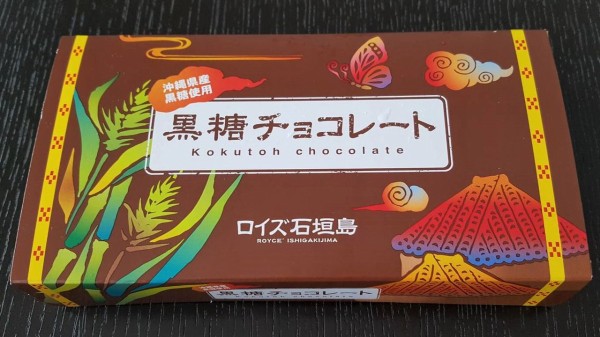 沖縄県産
黒糖使用
黒糖チョコレート
Kokutoh chocolate
ロイズ石垣島
ROYCE' ISHIGAKIJIMA
黒糖チョコレート